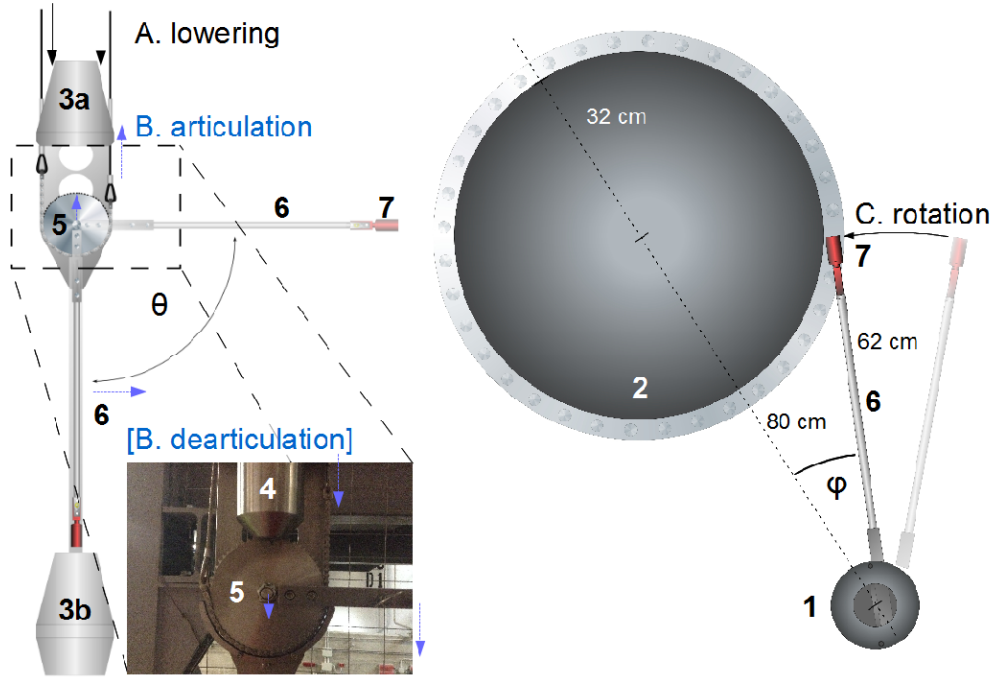 A. lowering
3a
B. articulation
5
6
7
θ
6
[B. dearticulation]
4
5
3b
32 cm
C. rotation
7
62 cm
2
6
80 cm
φ
1